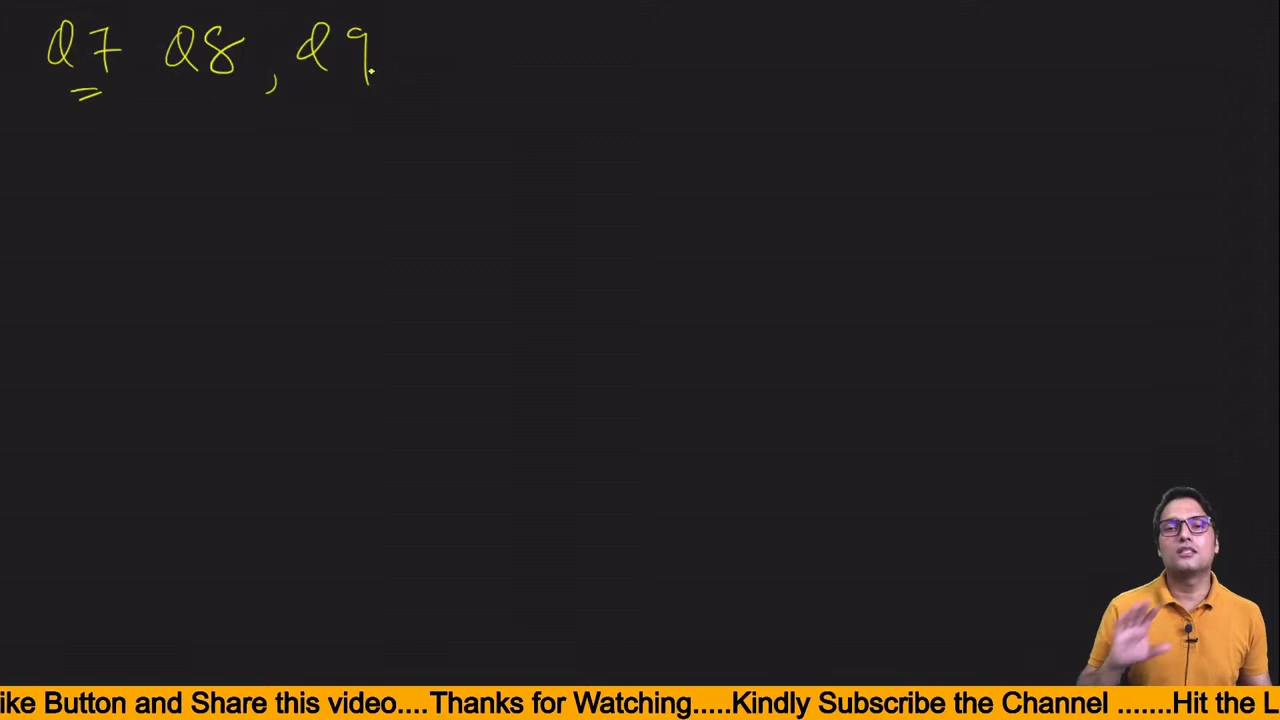 Q7 Q8, Q9
ike Button and Share this video....Thanks for Watching.....Kindly Subscribe the Channel ........Hit the L